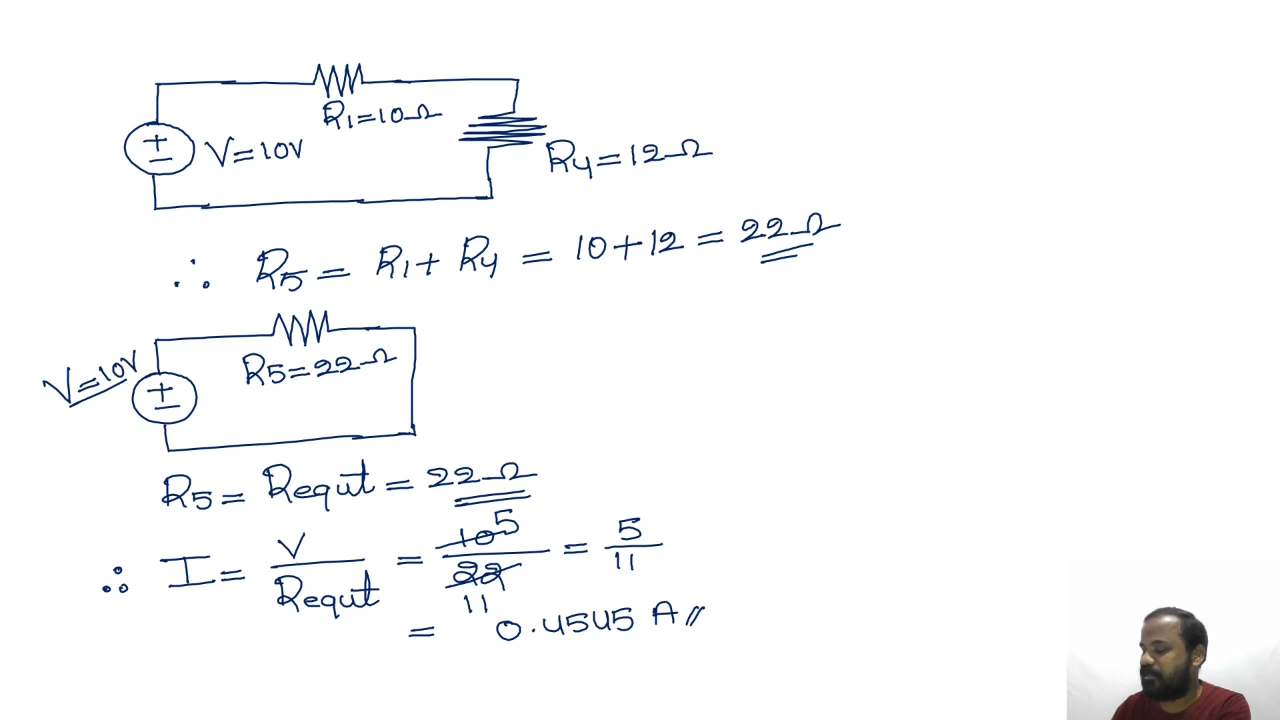 R1=10Ω
+ − V=10V
R4=12Ω
∴ R5 = R1 + R4 = 10+12 = 22Ω
V=10V
R5=22Ω
+ −
R5 = Requt = 22Ω
∴ I = V/Requt = 10 5/22 11 = 5/11
= 0.4545 A//